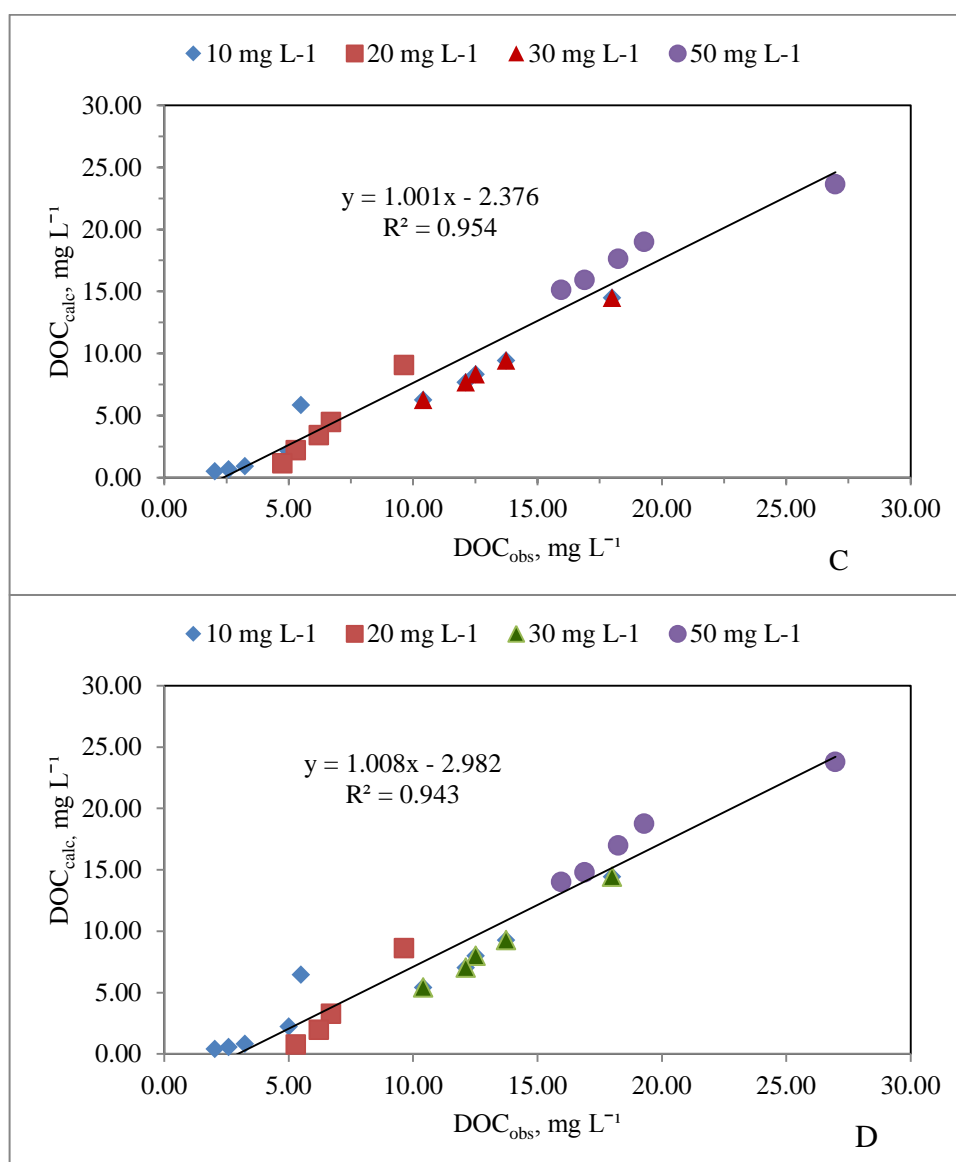 10 mg L-1 20 mg L-1 30 mg L-1 50 mg L-1
30.00
25.00
20.00
15.00
10.00
5.00
0.00
DOCcalc, mg L⁻¹
y = 1.001x - 2.376
R² = 0.954
0.00 5.00 10.00 15.00 20.00 25.00 30.00
DOCobs, mg L⁻¹
C
10 mg L-1 20 mg L-1 30 mg L-1 50 mg L-1
30.00
25.00
20.00
15.00
10.00
5.00
0.00
DOCcalc, mg L⁻¹
y = 1.008x - 2.982
R² = 0.943
0.00 5.00 10.00 15.00 20.00 25.00 30.00
DOCobs, mg L⁻¹
D